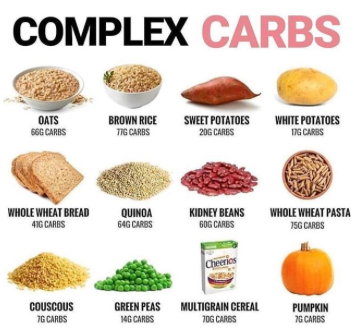 COMPLEX CARBS
OATS
66G CARBS
BROWN RICE
77G CARBS
SWEET POTATOES
20G CARBS
WHITE POTATOES
17G CARBS
WHOLE WHEAT BREAD
41G CARBS
QUINOA
64G CARBS
KIDNEY BEANS
60G CARBS
WHOLE WHEAT PASTA
75G CARBS
Cheerios
COUSCOUS
7G CARBS
GREEN PEAS
14G CARBS
MULTIGRAIN CEREAL
70G CARBS
PUMPKIN
7G CARBS